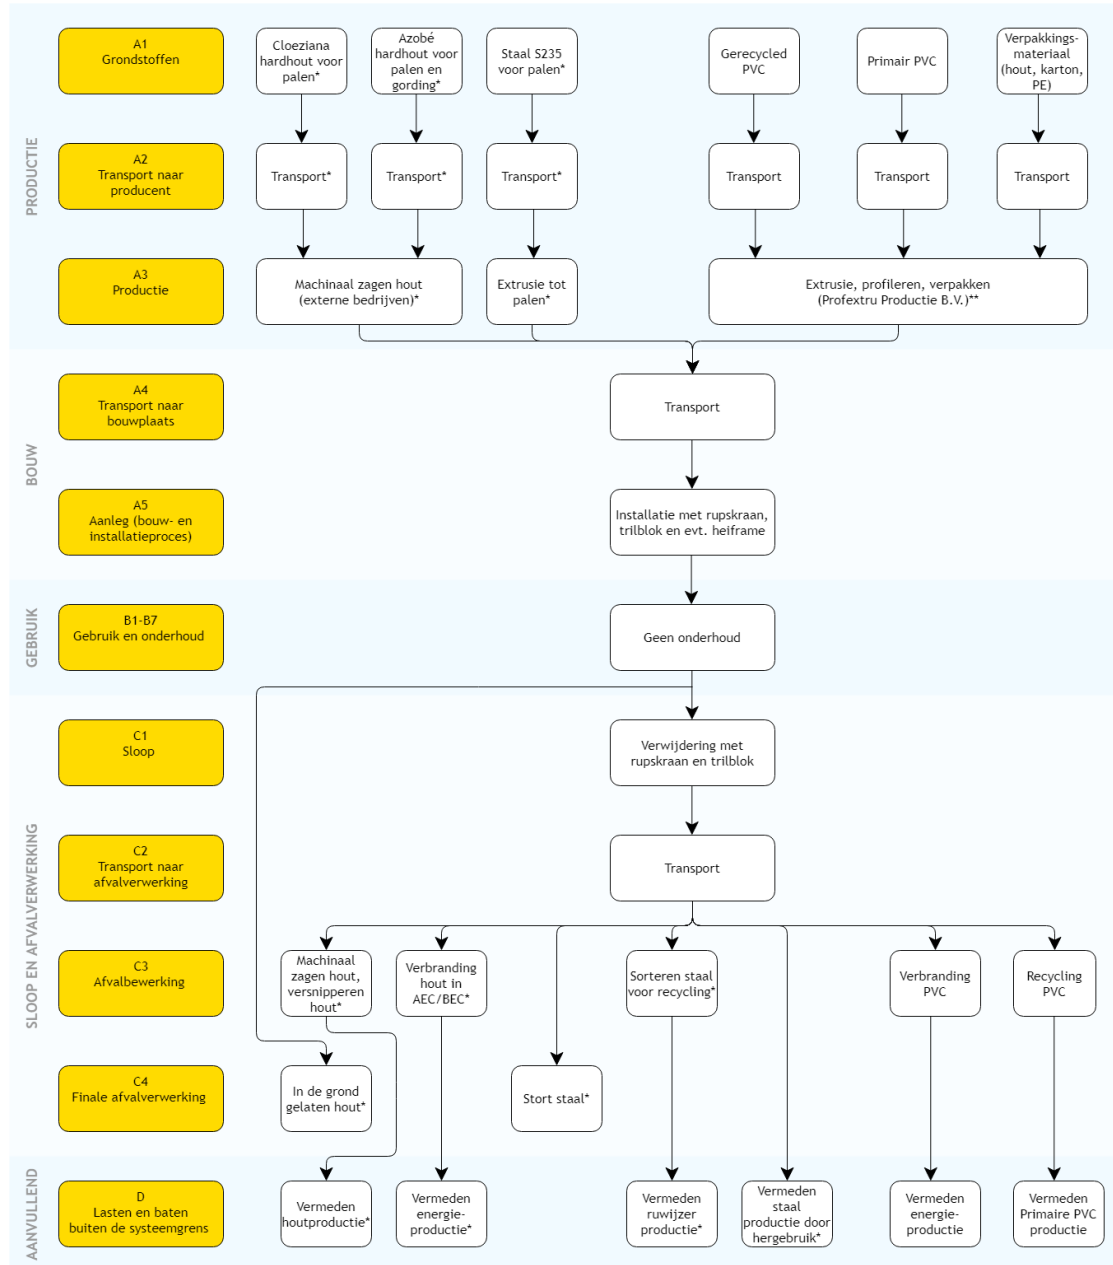 PRODUCTIE
A1
Grondstoffen
Cloeziana
hardhout voor
palen*
Azobé
hardhout voor
palen en
gording*
Staal S235
voor palen*
Gerecycled
PVC
Primair PVC
Verpakkings-
materiaal
(hout, karton,
PE)
A2
Transport naar
producent
Transport*
Transport*
Transport*
Transport
Transport
Transport
A3
Productie
Machinaal zagen hout
(externe bedrijven)*
Extrusie tot
palen*
Extrusie, profileren, verpakken
(Profextru Productie B.V.)**
BOUW
A4
Transport naar
bouwplaats
Transport
A5
Aanleg (bouw- en
installatieproces)
Installatie met rupskraan,
trilblok en evt. heiframe
GEBRUIK
B1-B7
Gebruik en onderhoud
Geen onderhoud
SLOOP EN AFVALVERWERKING
C1
Sloop
Verwijdering met
rupskraan en trilblok
C2
Transport naar
afvalverwerking
Transport
C3
Afvalbewerking
Machinaal
zagen hout,
versnipperen
hout*
Verbranding
hout in
AEC/BEC*
Sorteren staal
voor recycling*
Verbranding
PVC
Recycling
PVC
C4
Finale afvalverwerking
In de grond
gelaten hout*
Stort staal*
AANVULLEND
D
Lasten en baten
buiten de systeemgrens
Vermeden
houtproductie*
Vermeden
energie-
productie*
Vermeden
ruwijzer
productie*
Vermeden
staal
productie door
hergebruik*
Vermeden
energie-
productie
Vermeden
Primaire PVC
productie